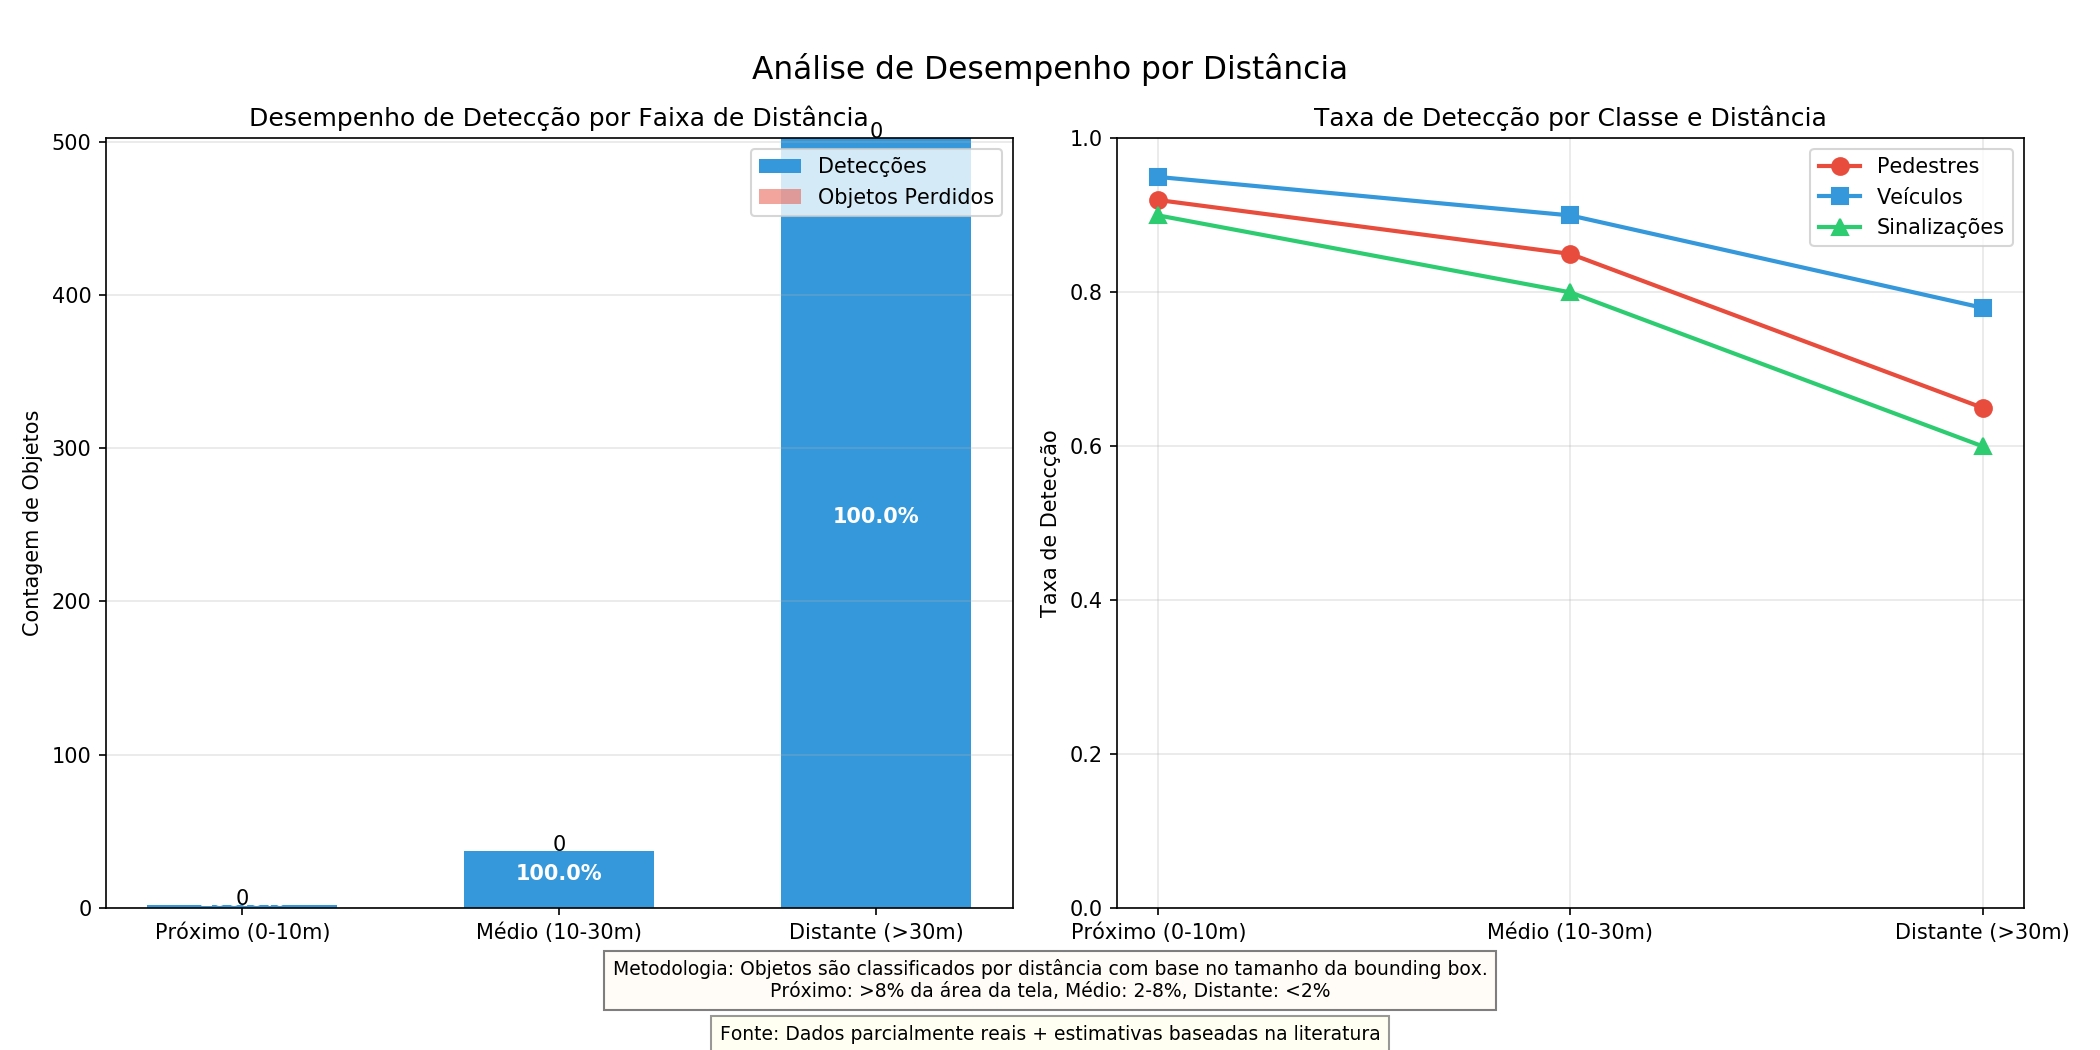 Análise de Desempenho por Distância
Desempenho de Detecção por Faixa de Distância
0
500
400
300
200
100
0
Contagem de Objetos
Detecções
Objetos Perdidos
100.0%
0
100.0%
0
Próximo (0-10m)
Médio (10-30m)
Distante (>30m)
Taxa de Detecção por Classe e Distância
1.0
0.8
0.6
0.4
0.2
0.0
Taxa de Detecção
Pedestres
Veículos
Sinalizações
Próximo (0-10m)
Médio (10-30m)
Distante (>30m)
Metodologia: Objetos são classificados por distância com base no tamanho da bounding box.
Próximo: >8% da área da tela, Médio: 2-8%, Distante: <2%
Fonte: Dados parcialmente reais + estimativas baseadas na literatura